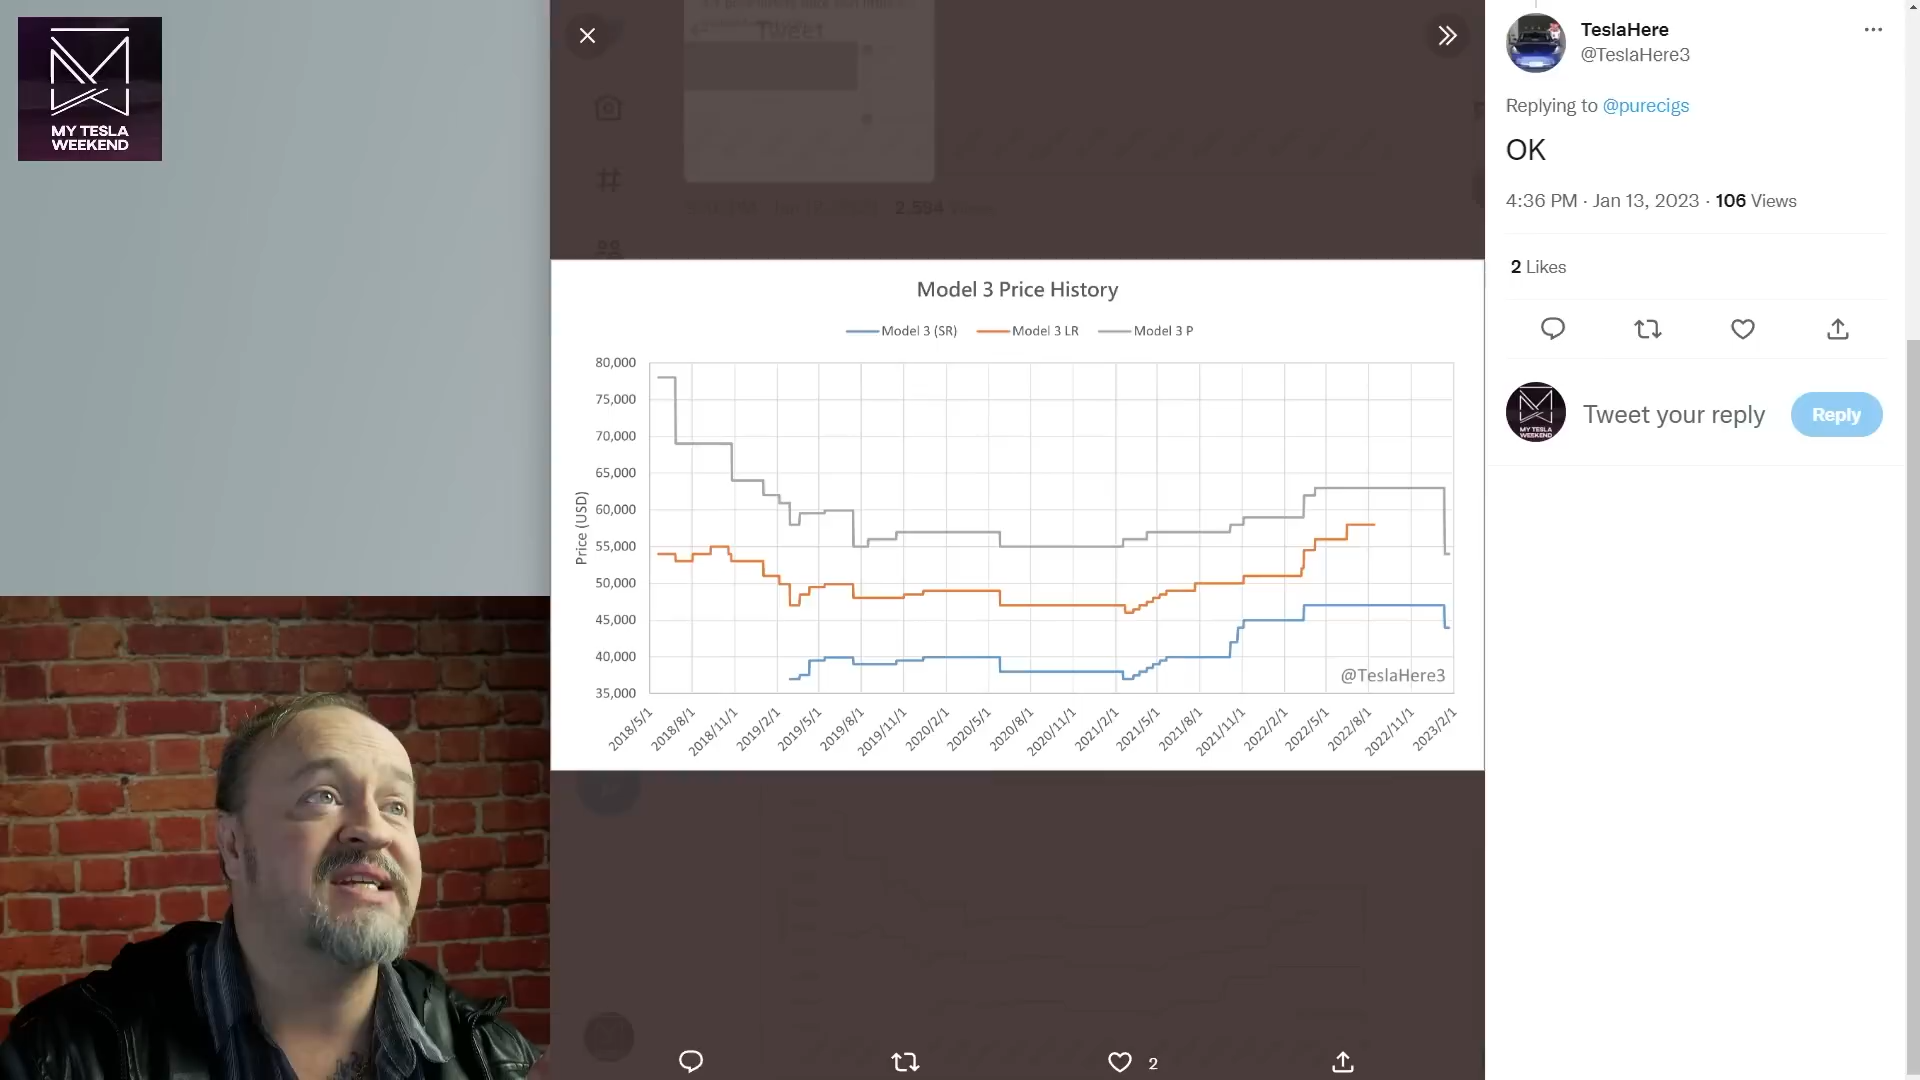 MY TESLA
WEEKEND
Tweet
2,594
Model 3 Price History
Model 3 (SR) Model 3 LR Model 3 P
80,000
75,000
70,000
65,000
60,000
55,000
50,000
45,000
40,000
35,000
Price (USD)
@TeslaHere3
2018/5/1 2018/8/1 2018/11/1 2019/2/1 2019/5/1 2019/8/1 2019/11/1 2020/2/1 2020/5/1 2020/8/1 2020/11/1 2021/2/1 2021/5/1 2021/8/1 2021/11/1 2022/2/1 2022/5/1 2022/8/1 2022/11/1 2023/2/1
2
TeslaHere
@TeslaHere3
Replying to @purecigs
OK
4:36 PM · Jan 13, 2023 · 106 Views
2 Likes
MY TESLA
WEEKEND
Tweet your reply
Reply